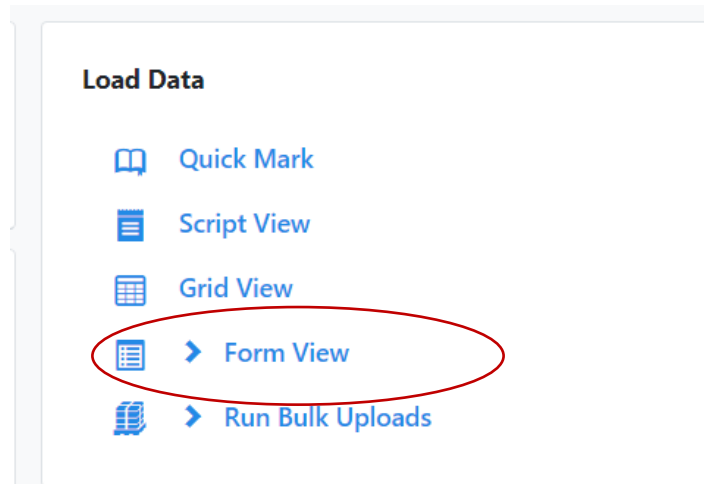 Load Data
Quick Mark
Script View
Grid View
Form View
Run Bulk Uploads